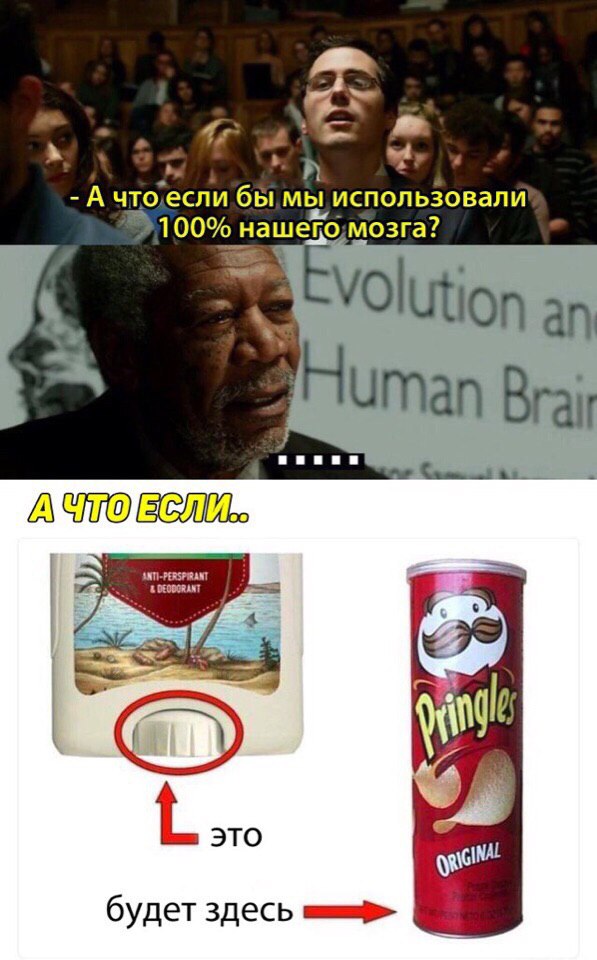 - А что если бы мы использовали
100% нашего мозга?
Evolution an
Human Brain
.....
А ЧТО ЕСЛИ..
ANTI-PERSPIRANT
& DEODORANT
Pringles
ORIGINAL
это
будет здесь